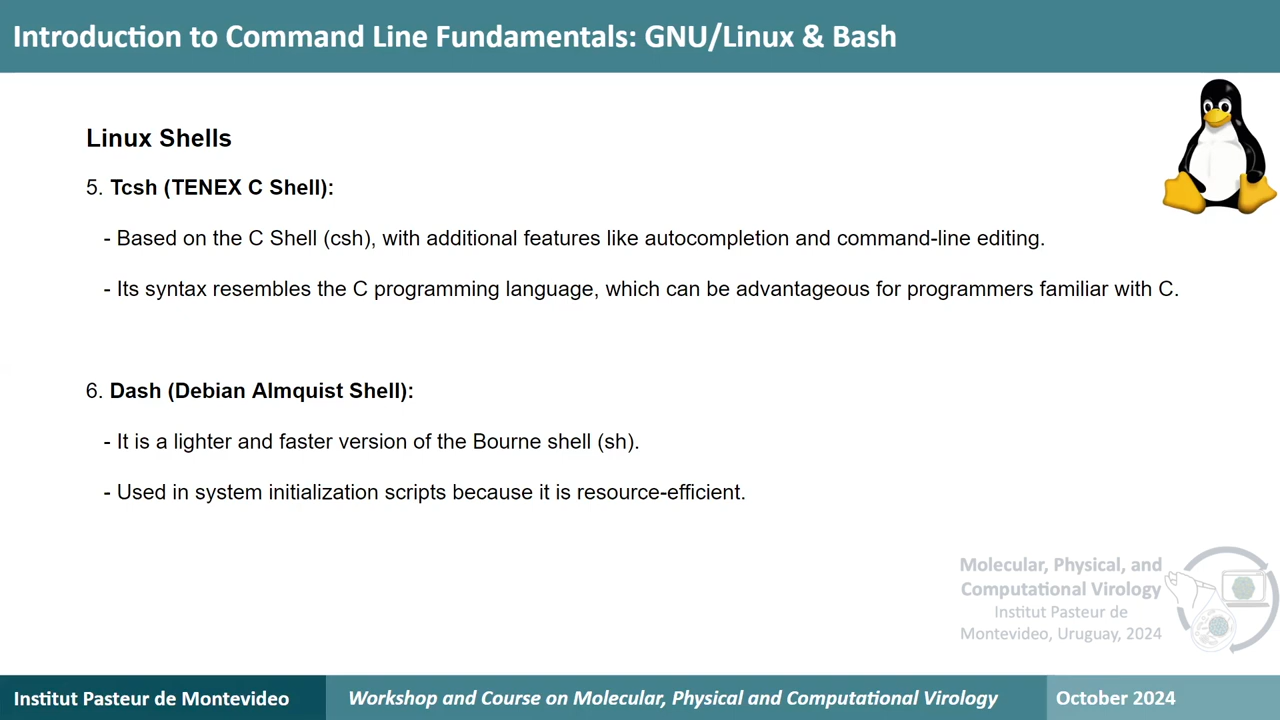 Introduction to Command Line Fundamentals: GNU/Linux & Bash
Linux Shells
5. Tcsh (TENEX C Shell):
- Based on the C Shell (csh), with additional features like autocompletion and command-line editing.
- Its syntax resembles the C programming language, which can be advantageous for programmers familiar with C.
6. Dash (Debian Almquist Shell):
- It is a lighter and faster version of the Bourne shell (sh).
- Used in system initialization scripts because it is resource-efficient.
Molecular, Physical, and
Computational Virology
Institut Pasteur de
Montevideo, Uruguay, 2024
Institut Pasteur de Montevideo
Workshop and Course on Molecular, Physical and Computational Virology
October 2024